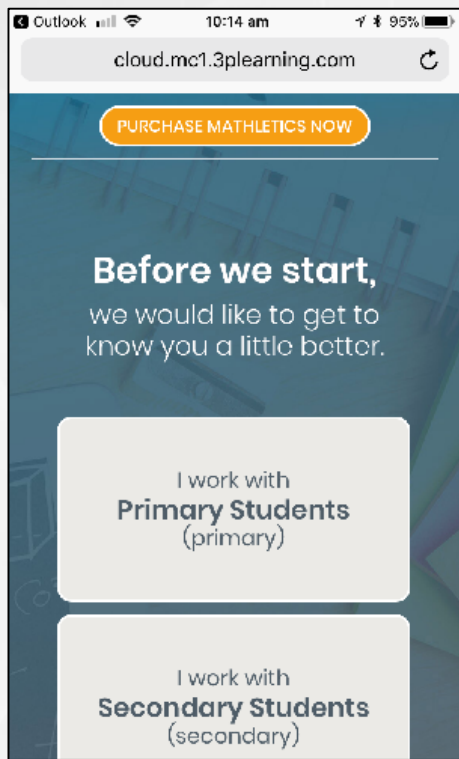 Outlook 10:14 am 95%
cloud.mc1.3plearning.com
PURCHASE MATHLETICS NOW
Before we start,
we would like to get to
know you a little better.
I work with
Primary Students
(primary)
I work with
Secondary Students
(secondary)